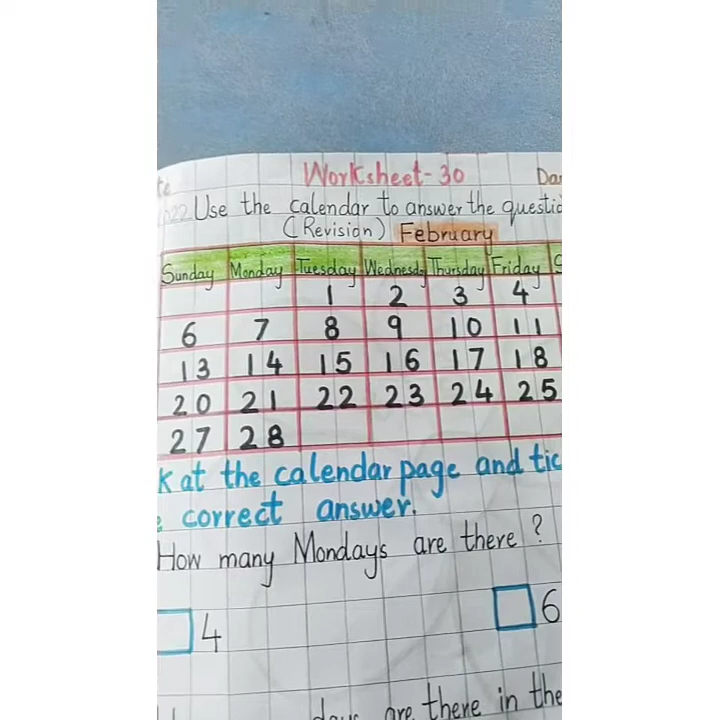 Worksheet-30
Use the calendar to answer the
(Revision) February
Sunday Monday Tuesday Wednesday Thursday Friday
1 2 3 4
6 7 8 9 10 11
13 14 15 16 17 18
20 21 22 23 24 25
27 28
at the calendar page and
correct answer.
How many Mondays are there?
4 6
are there in the